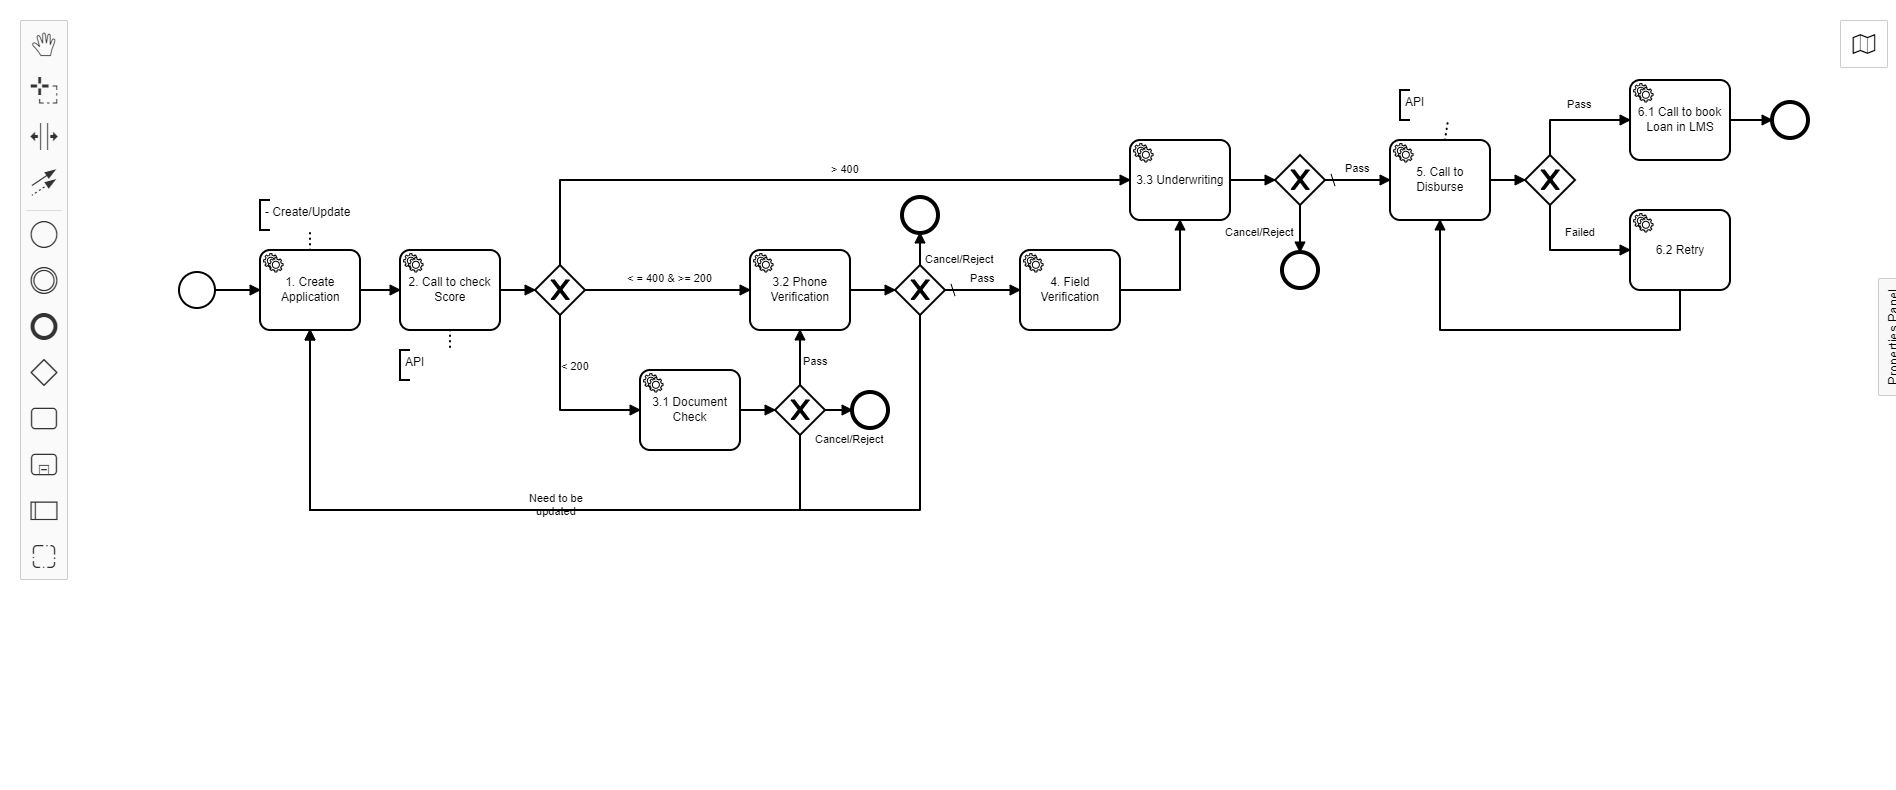 API
Pass
6.1 Call to book
Loan in LMS
> 400
3.3 Underwriting
Pass
5. Call to
Disburse
- Create/Update
Cancel/Reject
Failed
6.2 Retry
Cancel/Reject
1. Create
Application
2. Call to check
Score
< = 400 & >= 200
3.2 Phone
Verification
Pass
4. Field
Verification
API
< 200
Pass
3.1 Document
Check
Cancel/Reject
Need to be
updated
Properties Panel